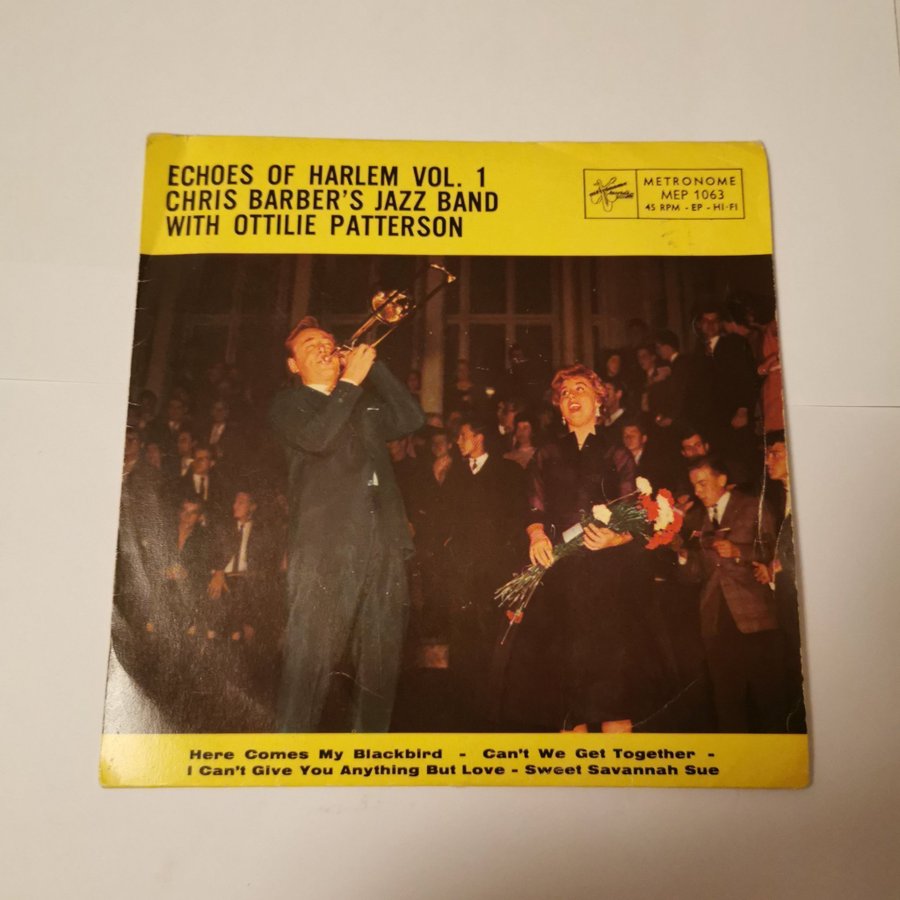 ECHOES OF HARLEM VOL. 1
CHRIS BARBER'S JAZZ BAND
WITH OTTILIE PATTERSON
METRONOME
MEP 1063
45 RPM - EP - HI-FI
Here Comes My Blackbird - Can't We Get Together -
I Can't Give You Anything But Love - Sweet Savannah Sue